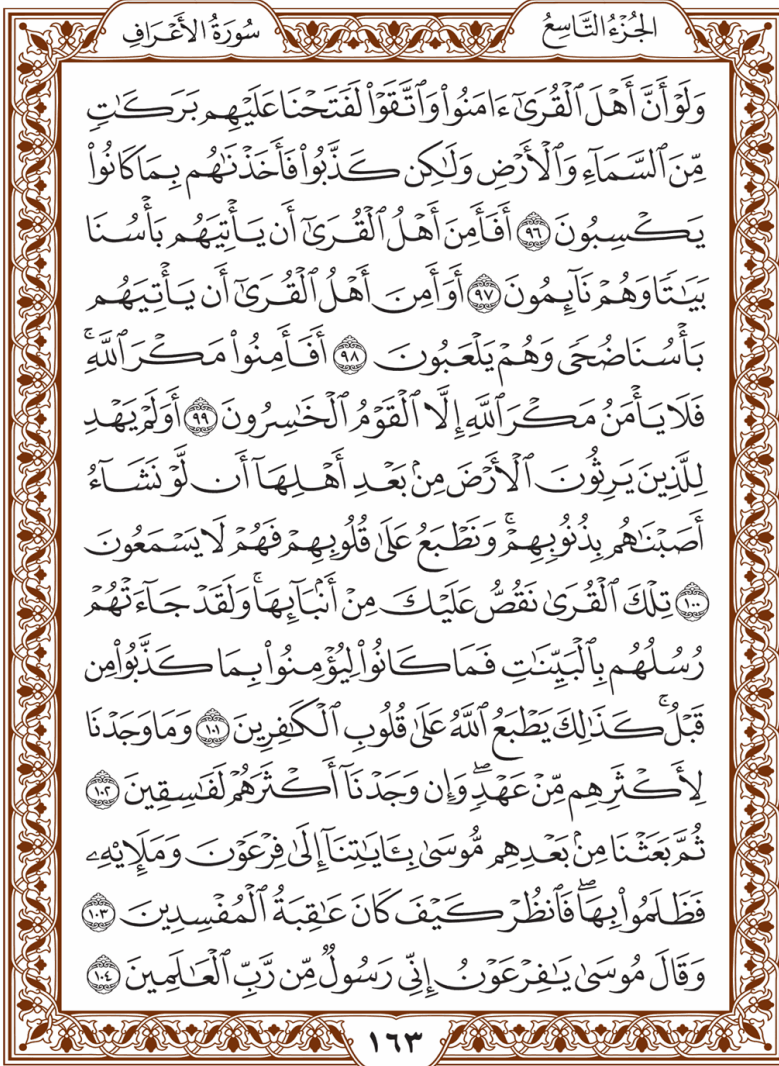 الجُزْءُ التَّاسِعُ
سُورَةُ الأَعْرَافِ
وَلَوْ أَنَّ أَهْلَ ٱلْقُرَىٰٓ ءَامَنُوا۟ وَٱتَّقَوْا۟ لَفَتَحْنَا عَلَيْهِم بَرَكَـٰتٍ
مِّنَ ٱلسَّمَآءِ وَٱلْأَرْضِ وَلَـٰكِن كَذَّبُوا۟ فَأَخَذْنَـٰهُم بِمَا كَانُوا۟
يَكْسِبُونَ ٩٦ أَفَأَمِنَ أَهْلُ ٱلْقُرَىٰٓ أَن يَأْتِيَهُم بَأْسُنَا
بَيَـٰتًا وَهُمْ نَآئِمُونَ ٩٧ أَوَأَمِنَ أَهْلُ ٱلْقُرَىٰٓ أَن يَأْتِيَهُم
بَأْسُنَا ضُحًى وَهُمْ يَلْعَبُونَ ٩٨ أَفَأَمِنُوا۟ مَكْرَ ٱللَّهِ ۚ
فَلَا يَأْمَنُ مَكْرَ ٱللَّهِ إِلَّا ٱلْقَوْمُ ٱلْخَـٰسِرُونَ ٩٩ أَوَلَمْ يَهْدِ
لِلَّذِينَ يَرِثُونَ ٱلْأَرْضَ مِنۢ بَعْدِ أَهْلِهَآ أَن لَّوْ نَشَآءُ
أَصَبْنَـٰهُم بِذُنُوبِهِمْ ۚ وَنَطْبَعُ عَلَىٰ قُلُوبِهِمْ فَهُمْ لَا يَسْمَعُونَ
١٠٠ تِلْكَ ٱلْقُرَىٰ نَقُصُّ عَلَيْكَ مِنْ أَنۢبَآئِهَا ۚ وَلَقَدْ جَآءَتْهُمْ
رُسُلُهُم بِٱلْبَيِّنَـٰتِ فَمَا كَانُوا۟ لِيُؤْمِنُوا۟ بِمَا كَذَّبُوا۟ مِن
قَبْلُ ۚ كَذَٰلِكَ يَطْبَعُ ٱللَّهُ عَلَىٰ قُلُوبِ ٱلْكَـٰفِرِينَ ١٠١ وَمَا وَجَدْنَا
لِأَكْثَرِهِم مِّنْ عَهْدٍ ۖ وَإِن وَجَدْنَآ أَكْثَرَهُمْ لَفَـٰسِقِينَ ١٠٢
ثُمَّ بَعَثْنَا مِنۢ بَعْدِهِم مُّوسَىٰ بِـَٔايَـٰتِنَآ إِلَىٰ فِرْعَوْنَ وَمَلَإِي۟هِۦ
فَظَلَمُوا۟ بِهَا ۖ فَٱنظُرْ كَيْفَ كَانَ عَـٰقِبَةُ ٱلْمُفْسِدِينَ ١٠٣
وَقَالَ مُوسَىٰ يَـٰفِرْعَوْنُ إِنِّى رَسُولٌ مِّن رَّبِّ ٱلْعَـٰلَمِينَ ١٠٤
١٦٣